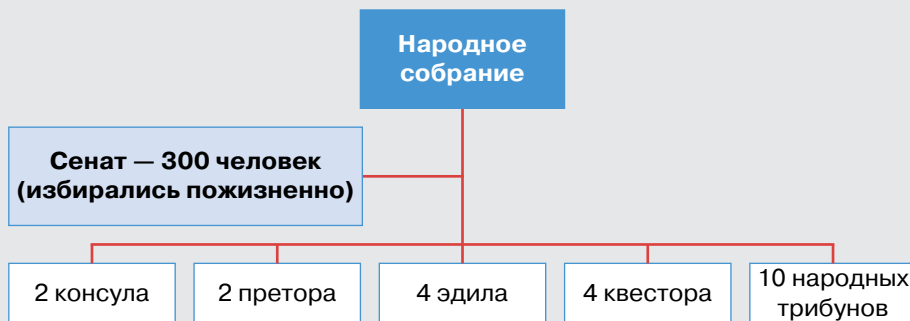 Народное
собрание
Сенат — 300 человек
(избирались пожизненно)
2 консула
2 претора
4 эдила
4 квестора
10 народных
трибунов